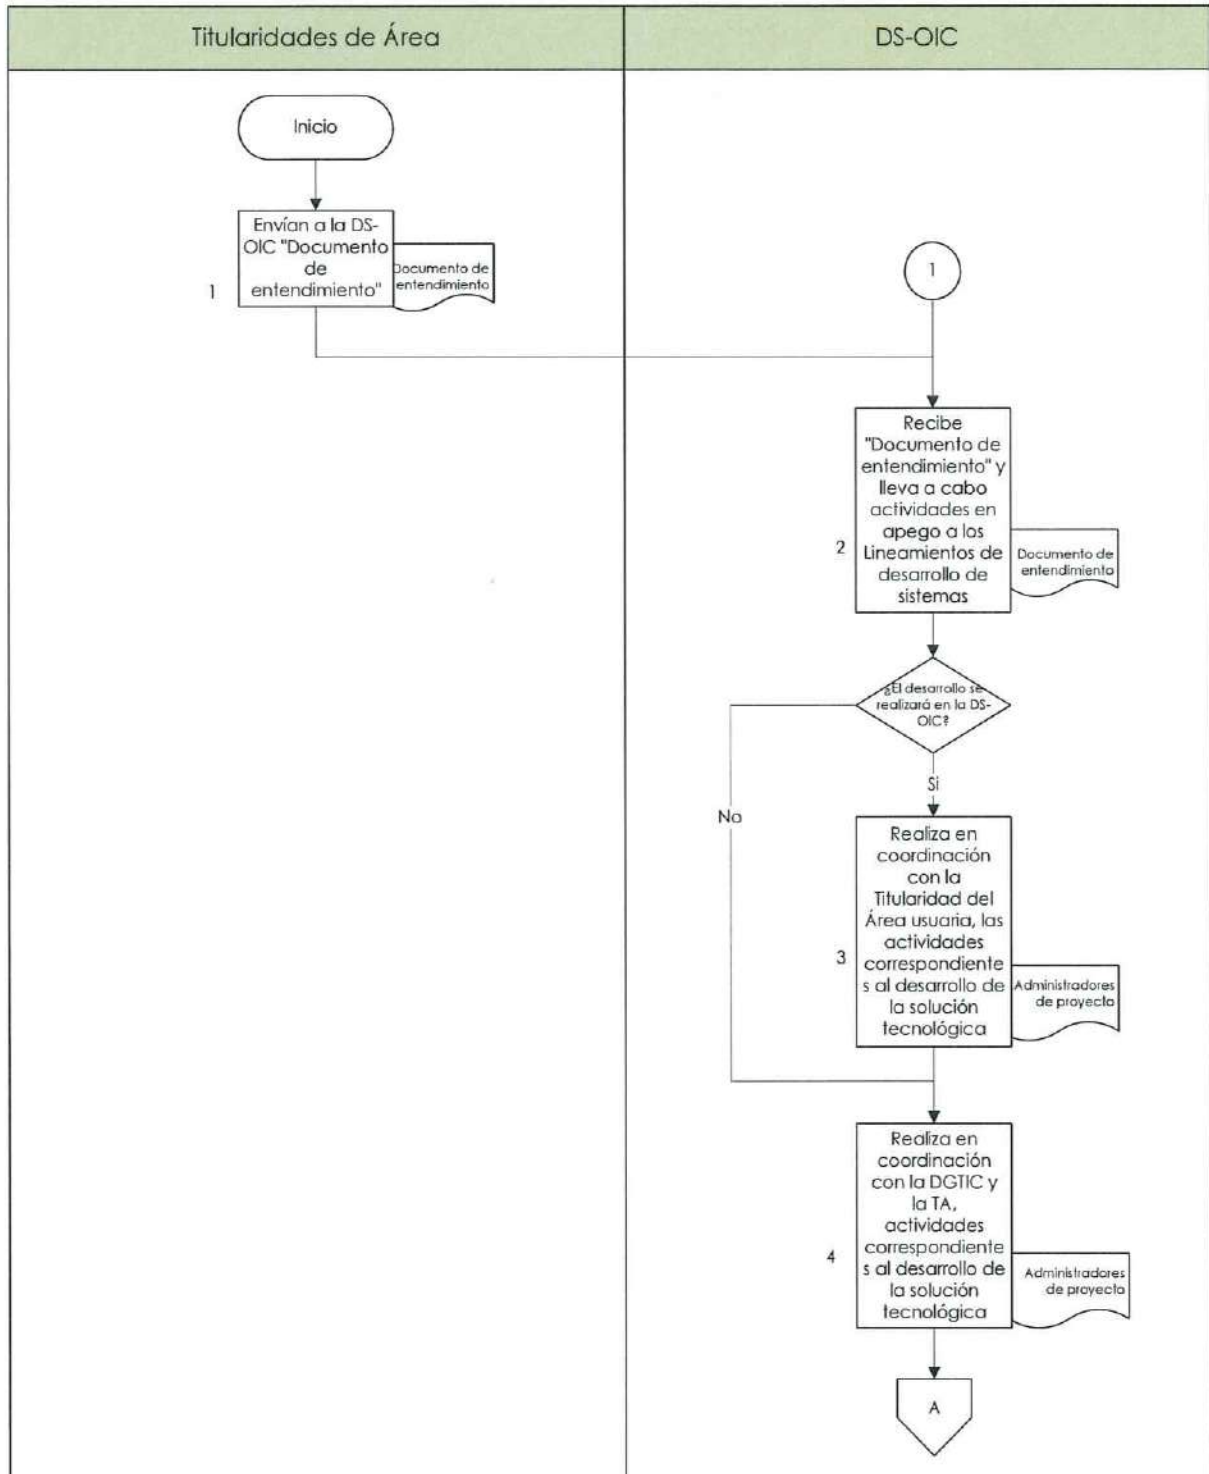 Titularidades de Área
DS-OIC
Inicio
Envían a la DS-
OIC "Documento
de
entendimiento"
Documento de
entendimiento
1
1
Recibe
"Documento de
entendimiento" y
lleva a cabo
actividades en
apego a los
Lineamientos de
desarrollo de
sistemas
2
Documento de
entendimiento
¿El desarrollo se
realizará en la DS-
OIC?
Si
No
Realiza en
coordinación
con la
Titularidad del
Área usuaria, las
actividades
correspondiente
s al desarrollo de
la solución
tecnológica
3
Administradores
de proyecto
Realiza en
coordinación
con la DGTIC y
la TA,
actividades
correspondiente
s al desarrollo de
la solución
tecnológica
4
Administradores
de proyecto
A